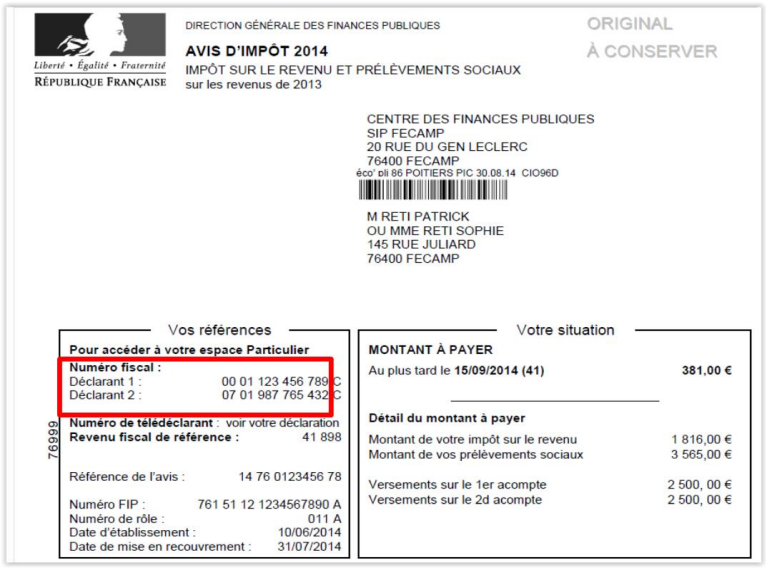 DIRECTION GÉNÉRALE DES FINANCES PUBLIQUES
ORIGINAL
AVIS D'IMPÔT 2014
À CONSERVER
Liberté • Égalité • Fraternité
RÉPUBLIQUE FRANÇAISE
IMPÔT SUR LE REVENU ET PRÉLÈVEMENTS SOCIAUX
sur les revenus de 2013
CENTRE DES FINANCES PUBLIQUES
SIP FECAMP
20 RUE DU GEN LECLERC
76400 FECAMP
éco' pli 86 POITIERS PIC 30.08.14 CIO96D
M RETI PATRICK
OU MME RETI SOPHIE
145 RUE JULIARD
76400 FECAMP
Vos références
Pour accéder à votre espace Particulier
Numéro fiscal :
Déclarant 1 : 00 01 123 456 789 C
Déclarant 2 : 07 01 987 765 432 C
Numéro de télédéclarant : voir votre déclaration
Revenu fiscal de référence : 41 898
76999
Référence de l'avis : 14 76 0123456 78
Numéro FIP : 761 51 12 1234567890 A
Numéro de rôle : 011 A
Date d'établissement : 10/06/2014
Date de mise en recouvrement : 31/07/2014
Votre situation
MONTANT À PAYER
Au plus tard le 15/09/2014 (41) 381,00 €
Détail du montant à payer
Montant de votre impôt sur le revenu 1 816,00 €
Montant de vos prélèvements sociaux 3 565,00 €
Versements sur le 1er acompte 2 500, 00 €
Versements sur le 2d acompte 2 500, 00 €